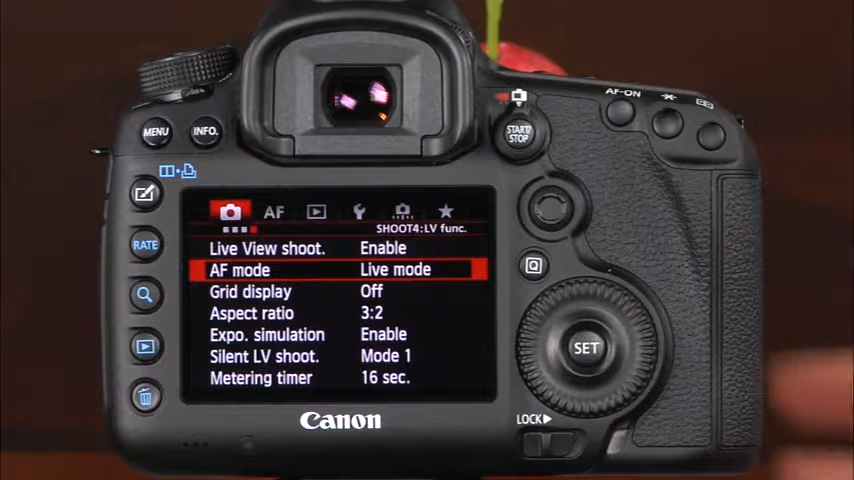 AF-ON
MENU
INFO.
START/
STOP
AF
SHOOT4:LV func.
RATE
Live View shoot. Enable
AF mode Live mode
Q
Grid display Off
Aspect ratio 3:2
Expo. simulation Enable
SET
Silent LV shoot. Mode 1
Metering timer 16 sec.
Canon
LOCK▶